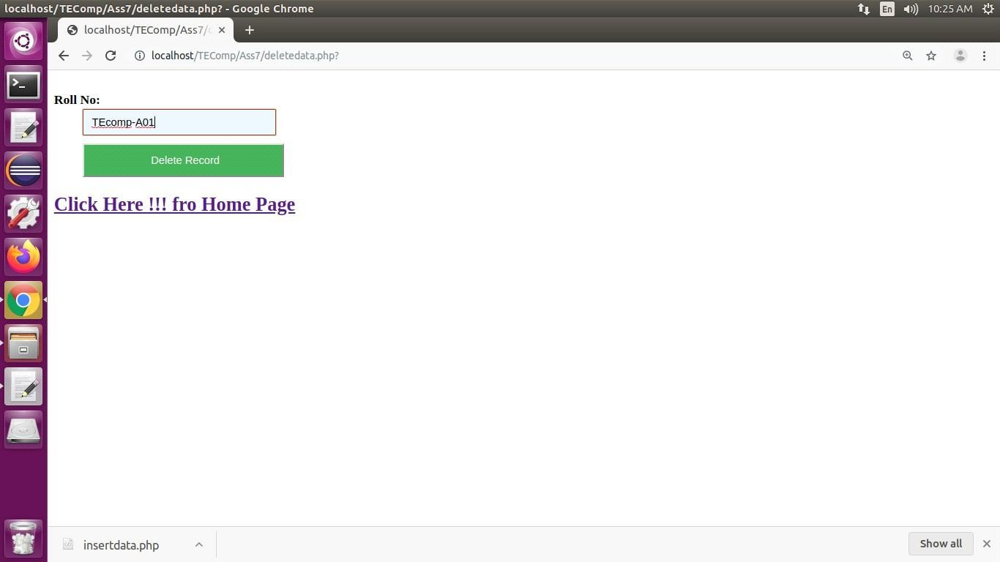 localhost/TEComp/Ass7/deletedata.php? - Google Chrome
En
10:25 AM
localhost/TEComp/Ass7/
localhost/TEComp/Ass7/deletedata.php?
Roll No:
TEcomp-A01
Delete Record
Click Here !!! fro Home Page
insertdata.php
Show all